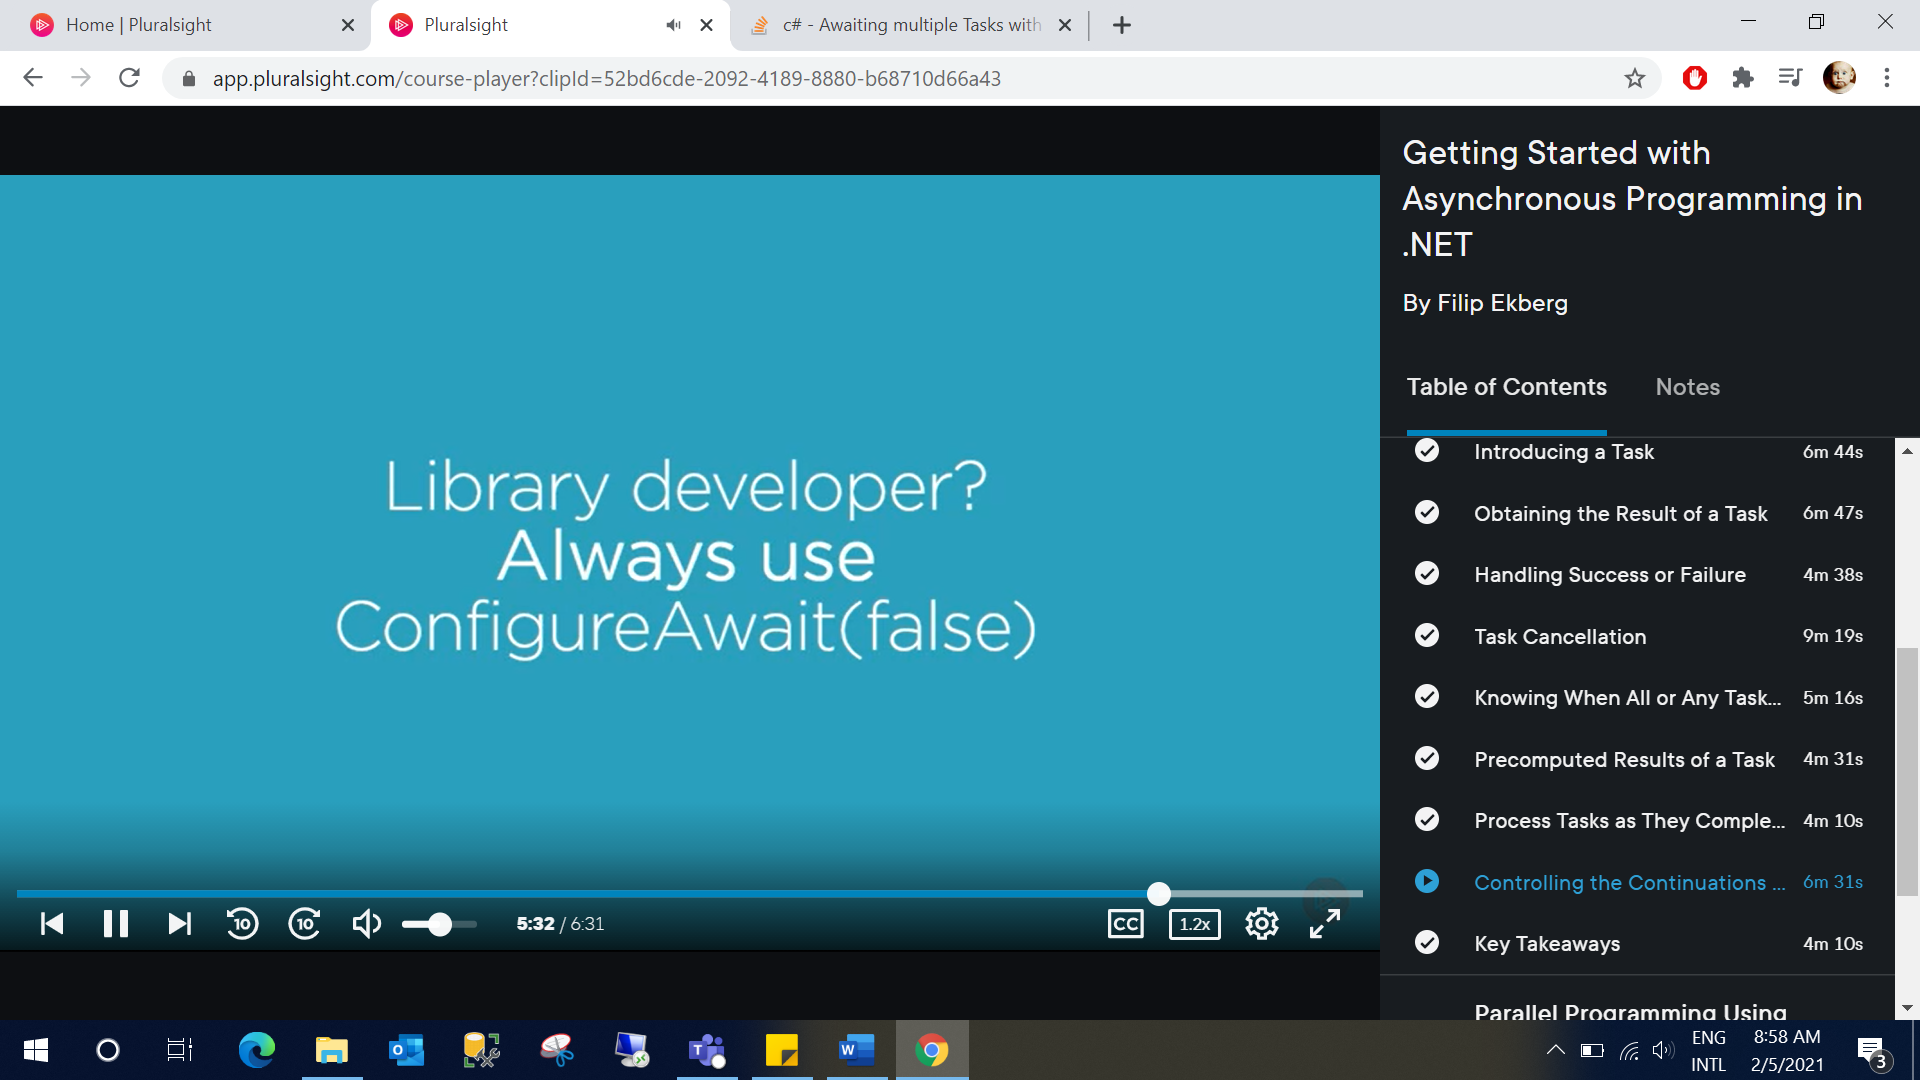 Home | Pluralsight
Pluralsight
c# - Awaiting multiple Tasks with
app.pluralsight.com/course-player?clipId=52bd6cde-2092-4189-8880-b68710d66a43
Library developer?
Always use
ConfigureAwait(false)
10
10
5:32 / 6:31
CC
1.2x
Getting Started with
Asynchronous Programming in
.NET
By Filip Ekberg
Table of Contents Notes
Introducing a Task 6m 44s
Obtaining the Result of a Task 6m 47s
Handling Success or Failure 4m 38s
Task Cancellation 9m 19s
Knowing When All or Any Task... 5m 16s
Precomputed Results of a Task 4m 31s
Process Tasks as They Comple... 4m 10s
Controlling the Continuations ... 6m 31s
Key Takeaways 4m 10s
Parallel Programming Using
ENG 8:58 AM
INTL 2/5/2021
3